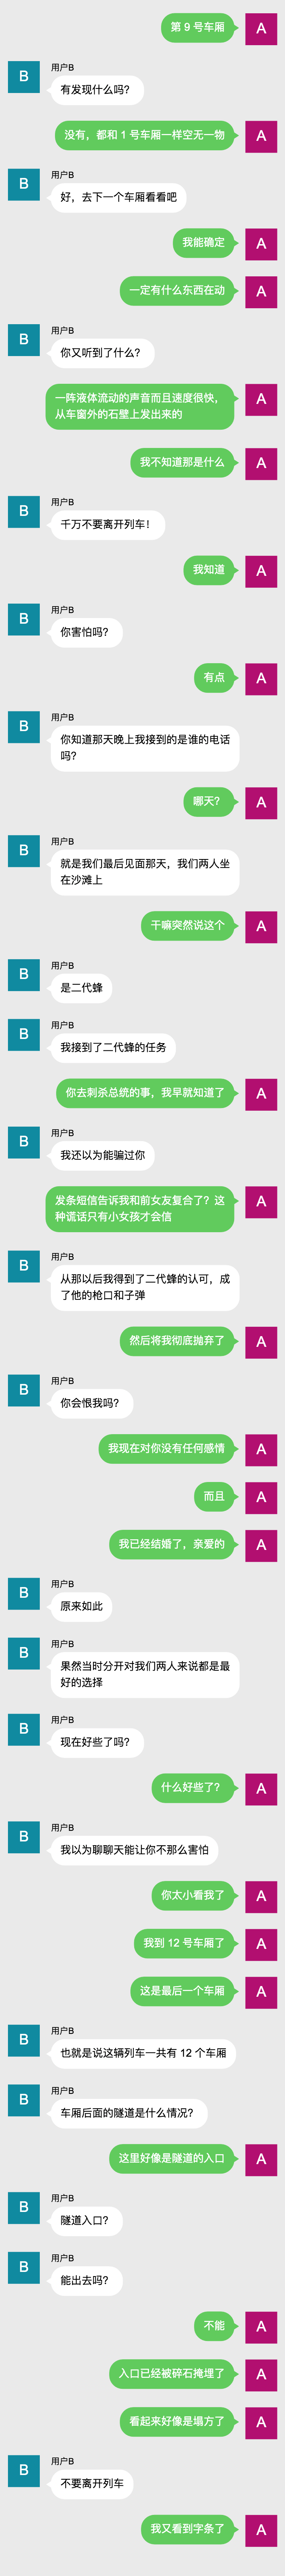 第 9 号车厢
A
B
用户B
有发现什么吗？
没有，都和 1 号车厢一样空无一物
A
B
用户B
好，去下一个车厢看看吧
我能确定
A
一定有什么东西在动
A
B
用户B
你又听到了什么？
一阵液体流动的声音而且速度很快，
从车窗外的石壁上发出来的
A
我不知道那是什么
A
B
用户B
千万不要离开列车！
我知道
A
B
用户B
你害怕吗？
有点
A
B
用户B
你知道那天晚上我接到的是谁的电话
吗？
哪天？
A
B
用户B
就是我们最后见面那天，我们两人坐
在沙滩上
干嘛突然说这个
A
B
用户B
是二代蜂
B
用户B
我接到了二代蜂的任务
你去刺杀总统的事，我早就知道了
A
B
用户B
我还以为能骗过你
发条短信告诉我和前女友复合了？这
种谎话只有小女孩才会信
A
B
用户B
从那以后我得到了二代蜂的认可，成
了他的枪口和子弹
然后将我彻底抛弃了
A
B
用户B
你会恨我吗？
我现在对你没有任何感情
A
而且
A
我已经结婚了，亲爱的
A
B
用户B
原来如此
B
用户B
果然当时分开对我们两人来说都是最
好的选择
B
用户B
现在好些了吗？
什么好些了？
A
B
用户B
我以为聊聊天能让你不那么害怕
你太小看我了
A
我到 12 号车厢了
A
这是最后一个车厢
A
B
用户B
也就是说这辆列车一共有 12 个车厢
B
用户B
车厢后面的隧道是什么情况？
这里好像是隧道的入口
A
B
用户B
隧道入口？
B
用户B
能出去吗？
不能
A
入口已经被碎石掩埋了
A
看起来好像是塌方了
A
B
用户B
不要离开列车
我又看到字条了
A